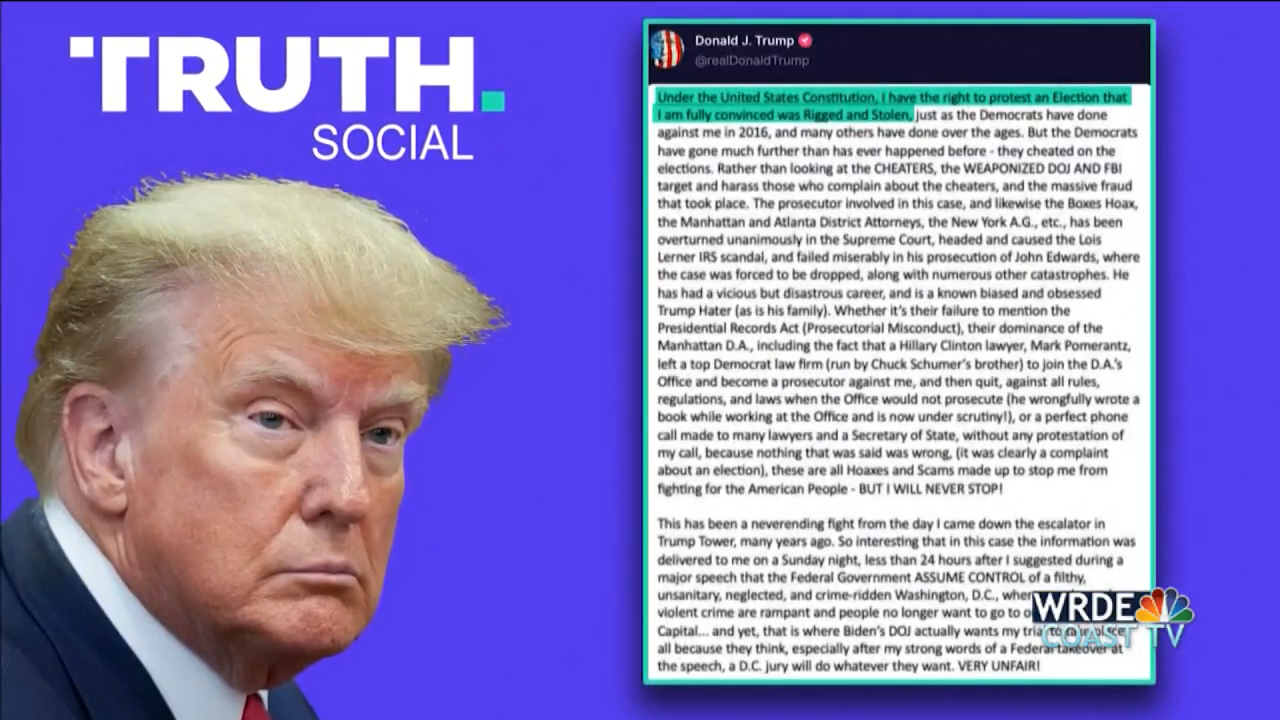 TRUTH.
SOCIAL
Donald J. Trump
@realDonaldTrump
Under the United States Constitution, I have the right to protest an Election that
I am fully convinced was Rigged and Stolen, just as the Democrats have done
against me in 2016, and many others have done over the ages. But the Democrats
have gone much further than has ever happened before - they cheated on the
elections. Rather than looking at the CHEATERS, the WEAPONIZED DOJ AND FBI
target and harass those who complain about the cheaters, and the massive fraud
that took place. The prosecutor involved in this case, and likewise the Boxes Hoax,
the Manhattan and Atlanta District Attorneys, the New York A.G., etc., has been
overturned unanimously in the Supreme Court, headed and caused the Lois
Lerner IRS scandal, and failed miserably in his prosecution of John Edwards, where
the case was forced to be dropped, along with numerous other catastrophes. He
has had a vicious but disastrous career, and is a known biased and obsessed
Trump Hater (as is his family). Whether it's their failure to mention the
Presidential Records Act (Prosecutorial Misconduct), their dominance of the
Manhattan D.A., including the fact that a Hillary Clinton lawyer, Mark Pomerantz,
left a top Democrat law firm (run by Chuck Schumer's brother) to join the D.A.'s
Office and become a prosecutor against me, and then quit, against all rules,
regulations, and laws when the Office would not prosecute (he wrongfully wrote a
book while working at the Office and is now under scrutiny!), or a perfect phone
call made to many lawyers and a Secretary of State, without any protestation of
my call, because nothing that was said was wrong, (it was clearly a complaint
about an election), these are all Hoaxes and Scams made up to stop me from
fighting for the American People - BUT I WILL NEVER STOP!
This has been a neverending fight from the day I came down the escalator in
Trump Tower, many years ago. So interesting that in this case the information was
delivered to me on a Sunday night, less than 24 hours after I suggested during a
major speech that the Federal Government ASSUME CONTROL of a filthy,
unsanitary, neglected, and crime-ridden Washington, D.C.,
violent crime are rampant and people no longer want to go to
Capital... and yet, that is where Biden's DOJ actually wants my trial to
all because they think, especially after my strong words of a Federal takeover at
the speech, a D.C. jury will do whatever they want. VERY UNFAIR!
WRDE
COAST TV